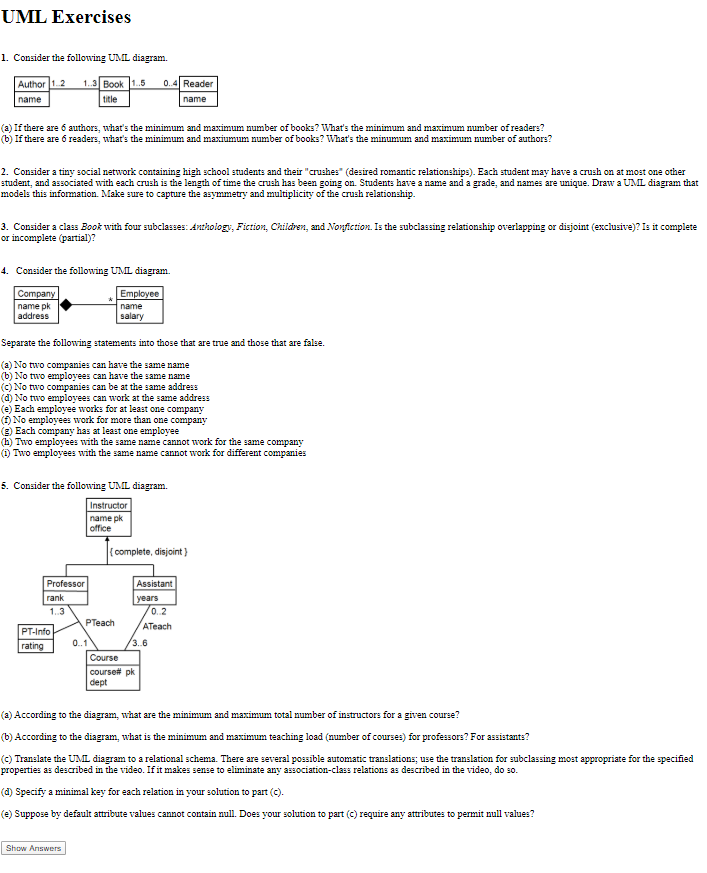 UML Exercises
1. Consider the following UML diagram.
Author 1..2 1..3 Book 1..5 0..4 Reader
name title name
(a) If there are 6 authors, what's the minimum and maximum number of books? What's the minimum and maximum number of readers?
(b) If there are 6 readers, what's the minimum and maxiumum number of books? What's the minumum and maximum number of authors?
2. Consider a tiny social network containing high school students and their "crushes" (desired romantic relationships). Each student may have a crush on at most one other
student, and associated with each crush is the length of time the crush has been going on. Students have a name and a grade, and names are unique. Draw a UML diagram that
models this information. Make sure to capture the asymmetry and multiplicity of the crush relationship.
3. Consider a class Book with four subclasses: Anthology, Fiction, Children, and Nonfiction. Is the subclassing relationship overlapping or disjoint (exclusive)? Is it complete
or incomplete (partial)?
4. Consider the following UML diagram.
Company * Employee
name pk name
address salary
Separate the following statements into those that are true and those that are false.
(a) No two companies can have the same name
(b) No two employees can have the same name
(c) No two companies can be at the same address
(d) No two employees can work at the same address
(e) Each employee works for at least one company
(f) No employees work for more than one company
(g) Each company has at least one employee
(h) Two employees with the same name cannot work for the same company
(i) Two employees with the same name cannot work for different companies
5. Consider the following UML diagram.
Instructor
name pk
office
{ complete, disjoint }
Professor Assistant
rank years
1..3 0..2
PTeach ATeach
PT-Info
rating 0..1 3..6
Course
course# pk
dept
(a) According to the diagram, what are the minimum and maximum total number of instructors for a given course?
(b) According to the diagram, what is the minimum and maximum teaching load (number of courses) for professors? For assistants?
(c) Translate the UML diagram to a relational schema. There are several possible automatic translations; use the translation for subclassing most appropriate for the specified
properties as described in the video. If it makes sense to eliminate any association-class relations as described in the video, do so.
(d) Specify a minimal key for each relation in your solution to part (c).
(e) Suppose by default attribute values cannot contain null. Does your solution to part (c) require any attributes to permit null values?
Show Answers